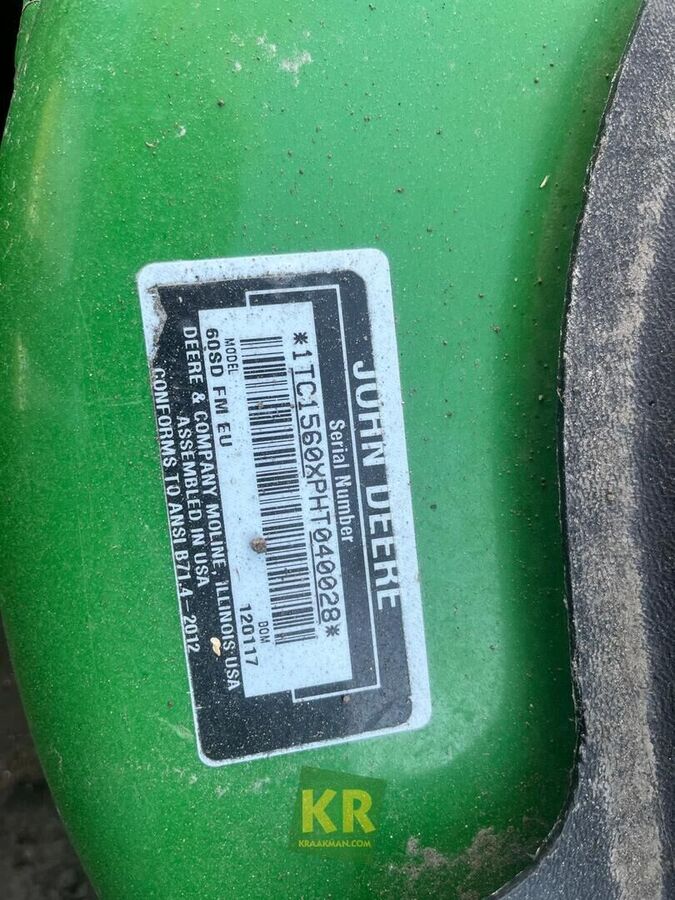 JOHN DEERE
Serial Number
*1TC1560XPHT040028*
MODEL BOM
60SD FM EU 120117
DEERE & COMPANY MOLINE, ILLINOIS USA
ASSEMBLED IN USA
CONFORMS TO ANSI B71.4-2012
KR
KRAAKMAN.COM